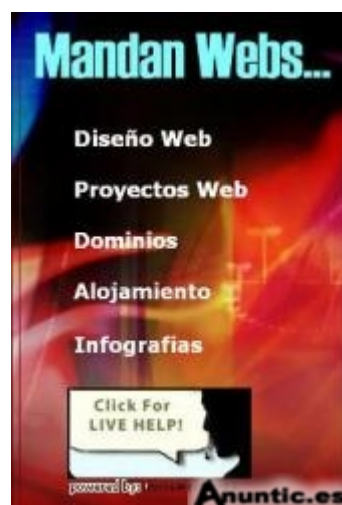 Mandan Webs...
Diseño Web
Proyectos Web
Dominios
Alojamiento
Infografias
Click For
LIVE HELP!
powered by:
Anuntic.es